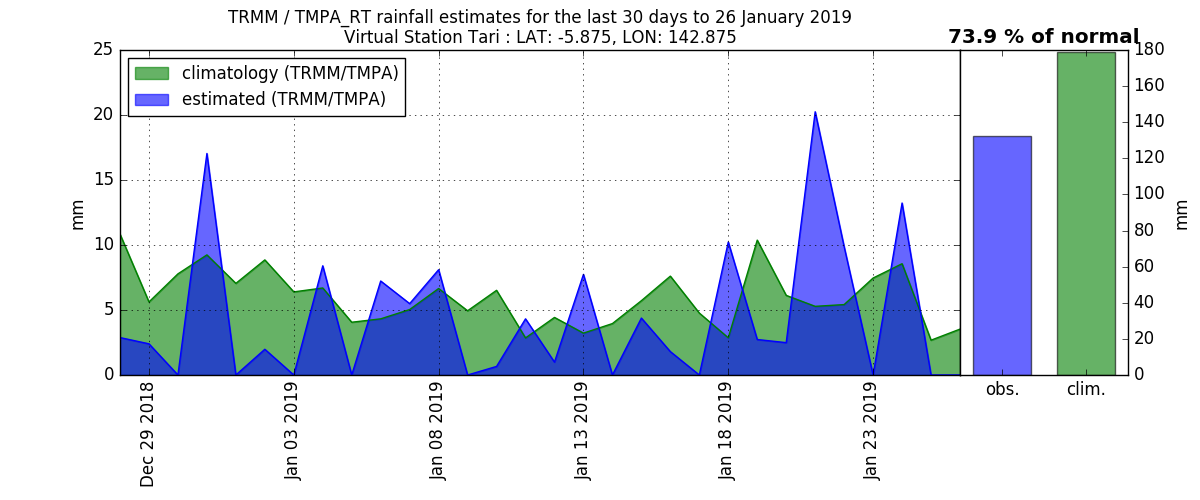 TRMM / TMPA_RT rainfall estimates for the last 30 days to 26 January 2019
Virtual Station Tari : LAT: -5.875, LON: 142.875
73.9 % of normal
climatology (TRMM/TMPA)
estimated (TRMM/TMPA)
25
20
15
10
5
0
mm
Dec 29 2018
Jan 03 2019
Jan 08 2019
Jan 13 2019
Jan 18 2019
Jan 23 2019
180
160
140
120
100
80
60
40
20
0
mm
obs.
clim.